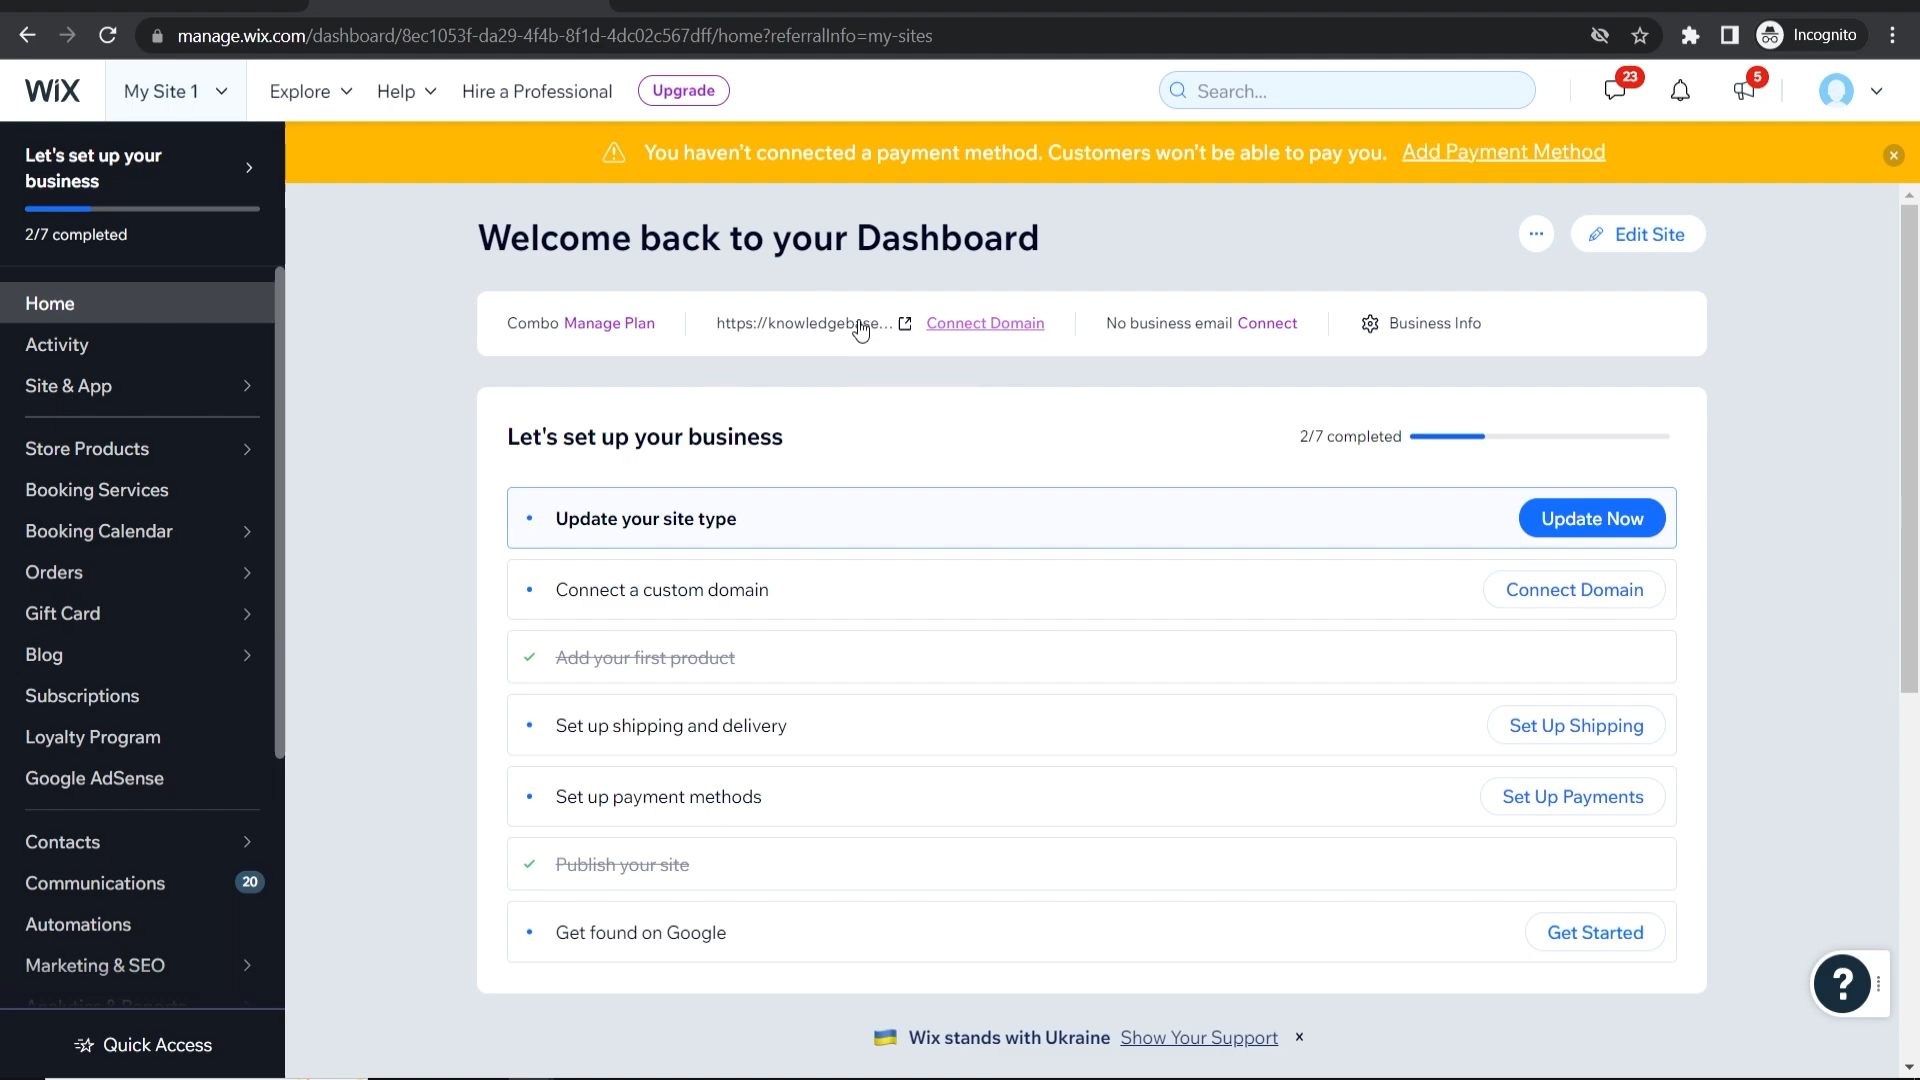 manage.wix.com/dashboard/8ec1053f-da29-4f4b-8f1d-4dc02c567dff/home?referralInfo=my-sites
Incognito
WiX
My Site 1
Explore
Help
Hire a Professional
Upgrade
Search...
23
5
Let's set up your
business
2/7 completed
Home
Activity
Site & App
Store Products
Booking Services
Booking Calendar
Orders
Gift Card
Blog
Subscriptions
Loyalty Program
Google AdSense
Contacts
Communications 20
Automations
Marketing & SEO
Analytics & Reports
Quick Access
You haven't connected a payment method. Customers won't be able to pay you. Add Payment Method
Welcome back to your Dashboard
Edit Site
Combo Manage Plan
https://knowledgebase... Connect Domain
No business email Connect
Business Info
Let's set up your business
2/7 completed
Update your site type
Update Now
Connect a custom domain
Connect Domain
Add your first product
Set up shipping and delivery
Set Up Shipping
Set up payment methods
Set Up Payments
Publish your site
Get found on Google
Get Started
?
Wix stands with Ukraine Show Your Support x